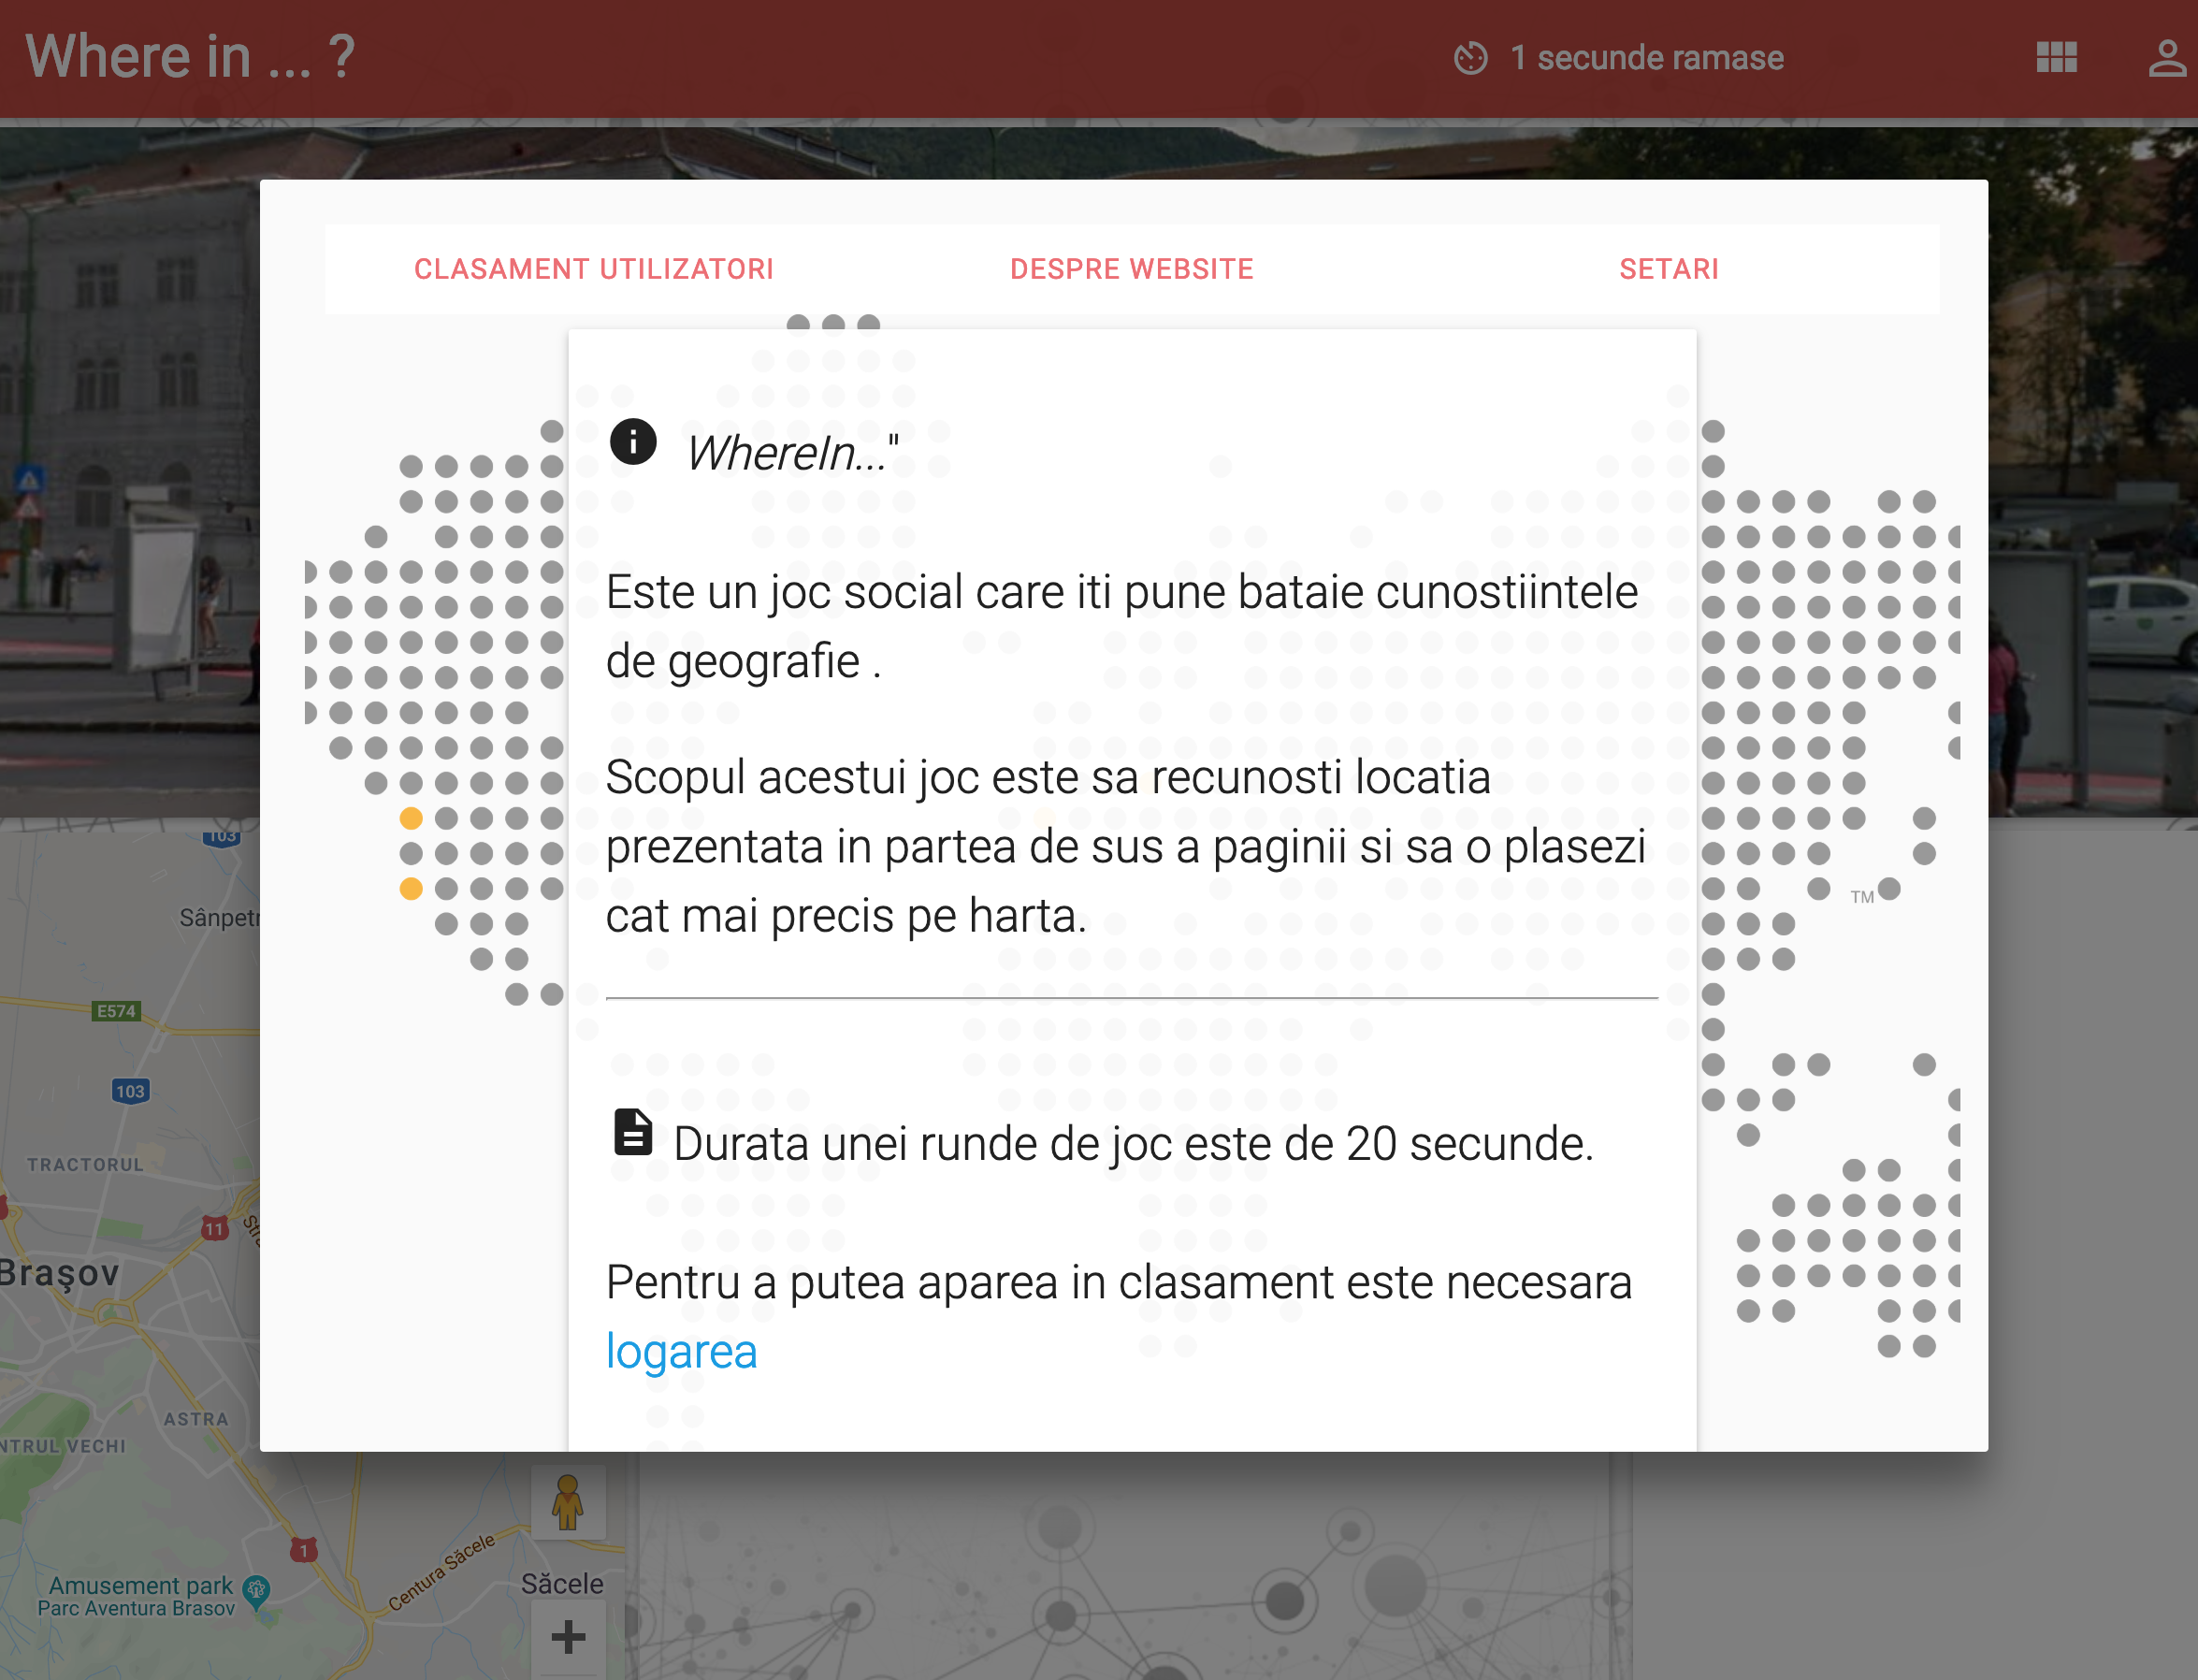 Where in ... ?
1 secunde ramase
CLASAMENT UTILIZATORI
DESPRE WEBSITE
SETARI
WhereIn..."
Este un joc social care iti pune bataie cunostiintele
de geografie .
Scopul acestui joc este sa recunosti locatia
prezentata in partea de sus a paginii si sa o plasezi
cat mai precis pe harta.
TM
Durata unei runde de joc este de 20 secunde.
Pentru a putea aparea in clasament este necesara
logarea
103
Sânpetr
E574
103
TRACTORUL
11
Str
Braşov
ASTRA
NTRUL VECHI
1
Centura Săcele
Săcele
Amusement park
Parc Aventura Brasov
+